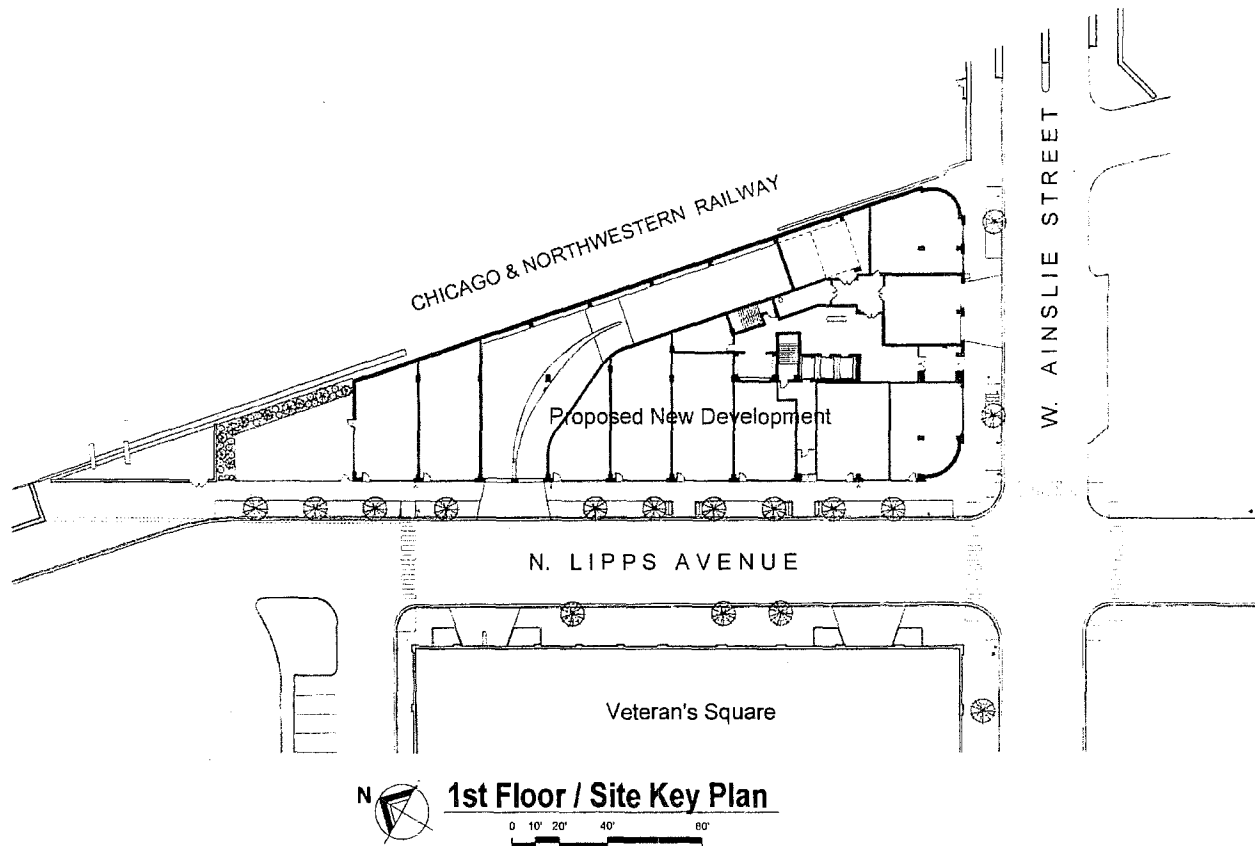 CHICAGO & NORTHWESTERN RAILWAY
W. AINSLIE STREET
Proposed New Development
N. LIPPS AVENUE
Veteran's Square
N
1st Floor / Site Key Plan
0 10' 20' 40' 80'